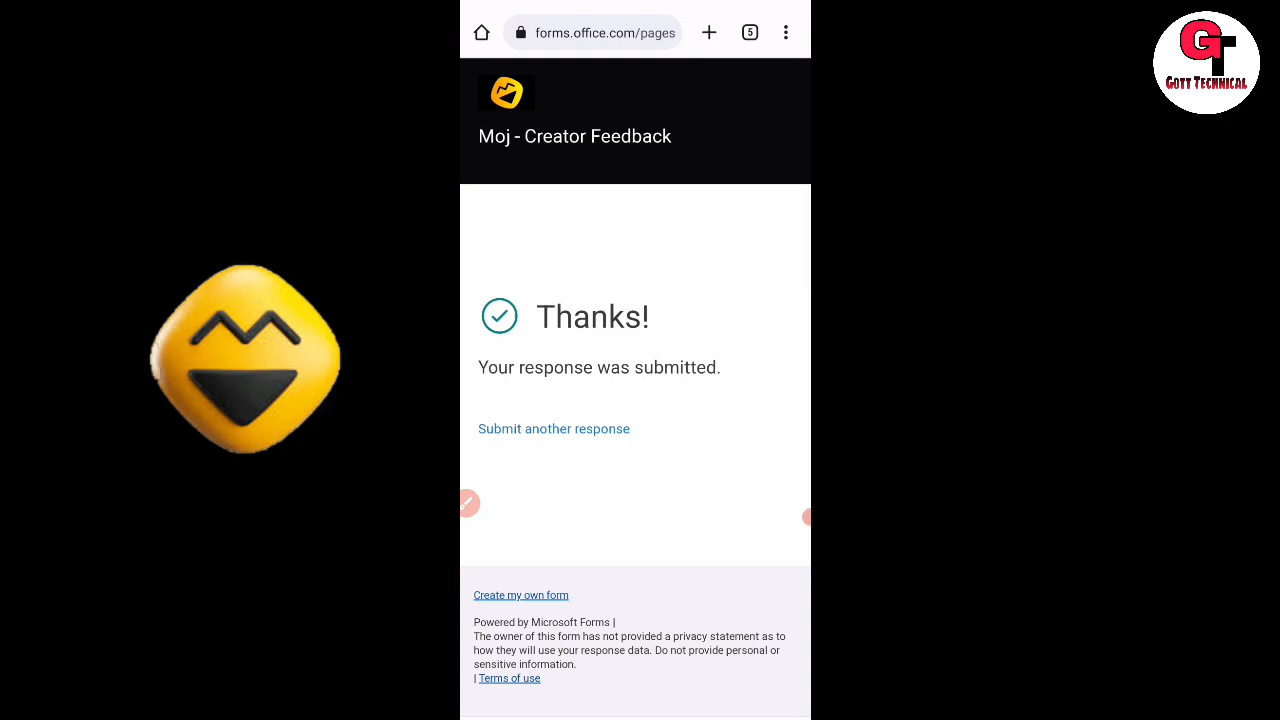 forms.office.com/pages
5
GT
GOTT TECHNICAL
Moj - Creator Feedback
Thanks!
Your response was submitted.
Submit another response
Create my own form
Powered by Microsoft Forms |
The owner of this form has not provided a privacy statement as to
how they will use your response data. Do not provide personal or
sensitive information.
| Terms of use